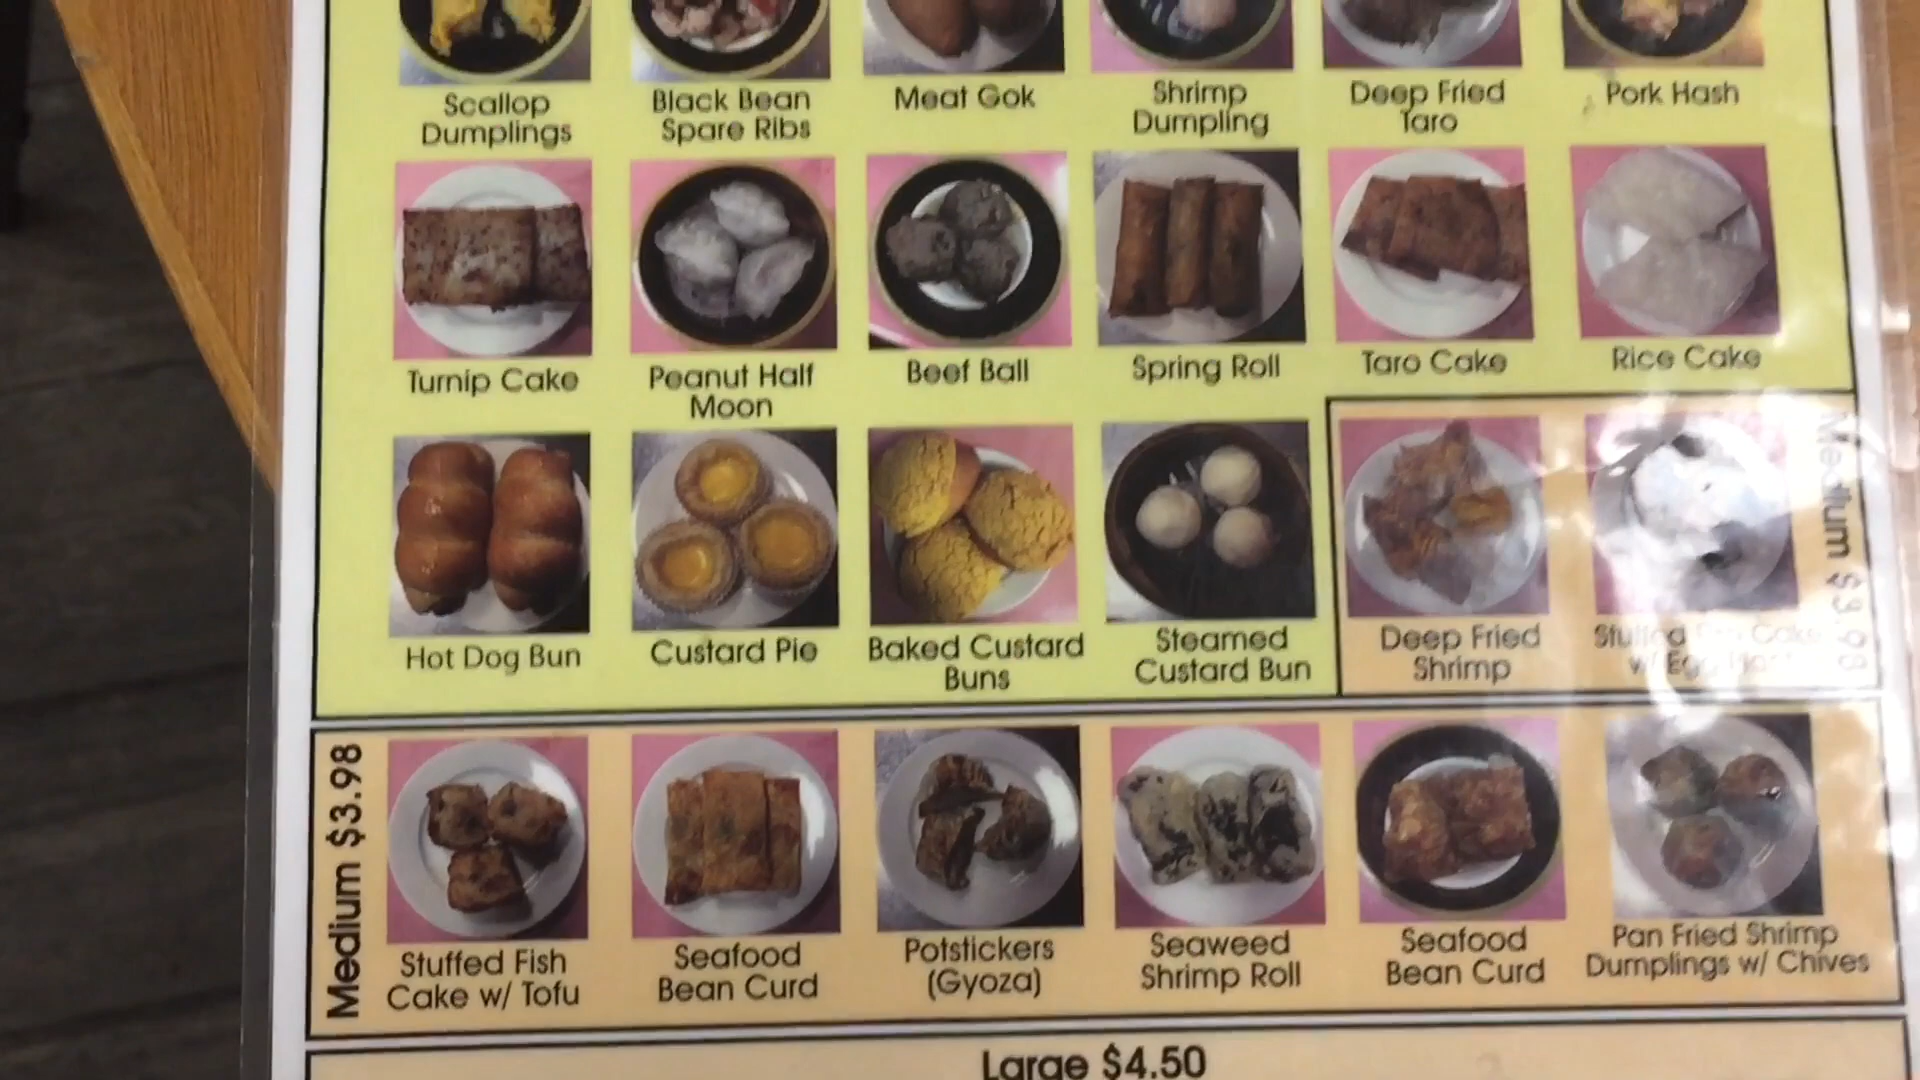 Scallop
Dumplings
Black Bean
Spare Ribs
Meat Gok
Shrimp
Dumpling
Deep Fried
Taro
Pork Hash
Turnip Cake
Peanut Half
Moon
Beef Ball
Spring Roll
Taro Cake
Rice Cake
Hot Dog Bun
Custard Pie
Baked Custard
Buns
Steamed
Custard Bun
Deep Fried
Shrimp
Stuffed Cake
w/ Egg
Medium $3.98
Medium $3.98
Stuffed Fish
Cake w/ Tofu
Seafood
Bean Curd
Potstickers
(Gyoza)
Seaweed
Shrimp Roll
Seafood
Bean Curd
Pan Fried Shrimp
Dumplings w/ Chives
Large $4.50